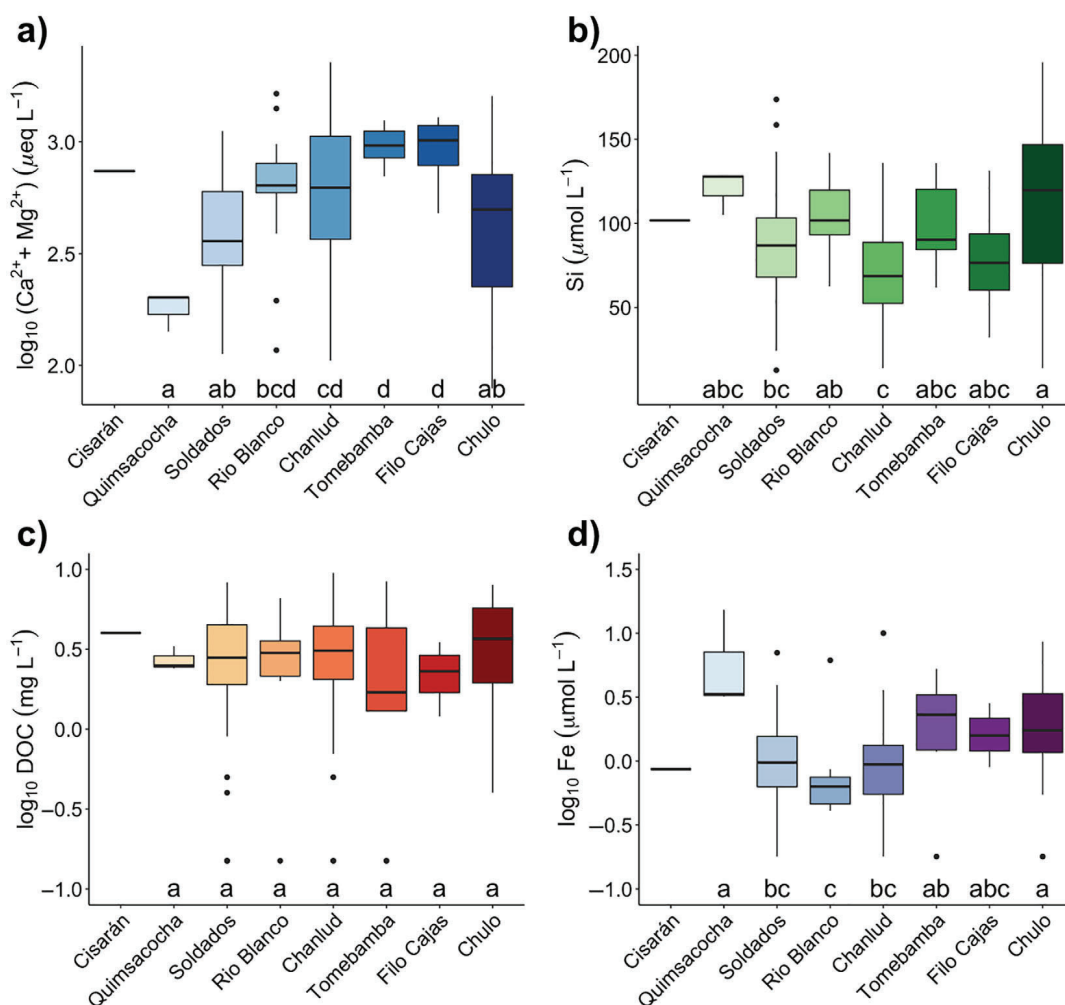 a)
log₁₀ (Ca²⁺+ Mg²⁺) (µeq L⁻¹)
3.0
2.5
2.0
a ab bcd cd d d ab
Cisarán
Quimsacocha
Soldados
Rio Blanco
Chanlud
Tomebamba
Filo Cajas
Chulo
b)
Si (µmol L⁻¹)
200
150
100
50
abc bc ab c abc abc a
Cisarán
Quimsacocha
Soldados
Rio Blanco
Chanlud
Tomebamba
Filo Cajas
Chulo
c)
log₁₀ DOC (mg L⁻¹)
1.0
0.5
0.0
−0.5
−1.0
a a a a a a a
Cisarán
Quimsacocha
Soldados
Rio Blanco
Chanlud
Tomebamba
Filo Cajas
Chulo
d)
log₁₀ Fe (µmol L⁻¹)
1.5
1.0
0.5
0.0
−0.5
−1.0
a bc c bc ab abc a
Cisarán
Quimsacocha
Soldados
Rio Blanco
Chanlud
Tomebamba
Filo Cajas
Chulo